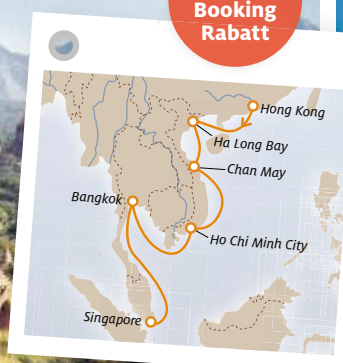 Booking
Rabatt
Hong Kong
Ha Long Bay
Chan May
Bangkok
Ho Chi Minh City
Singapore